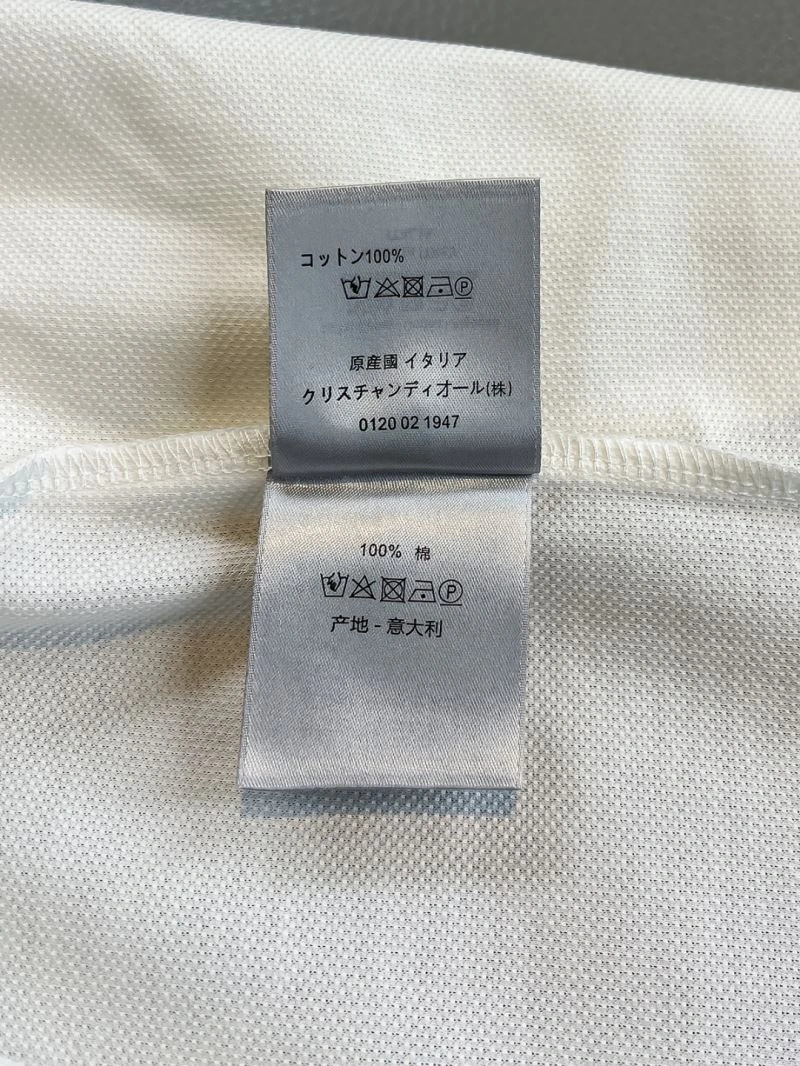 コットン100%
原産國 イタリア
クリスチャンディオール(株)
0120 02 1947
100% 棉
产地 - 意大利